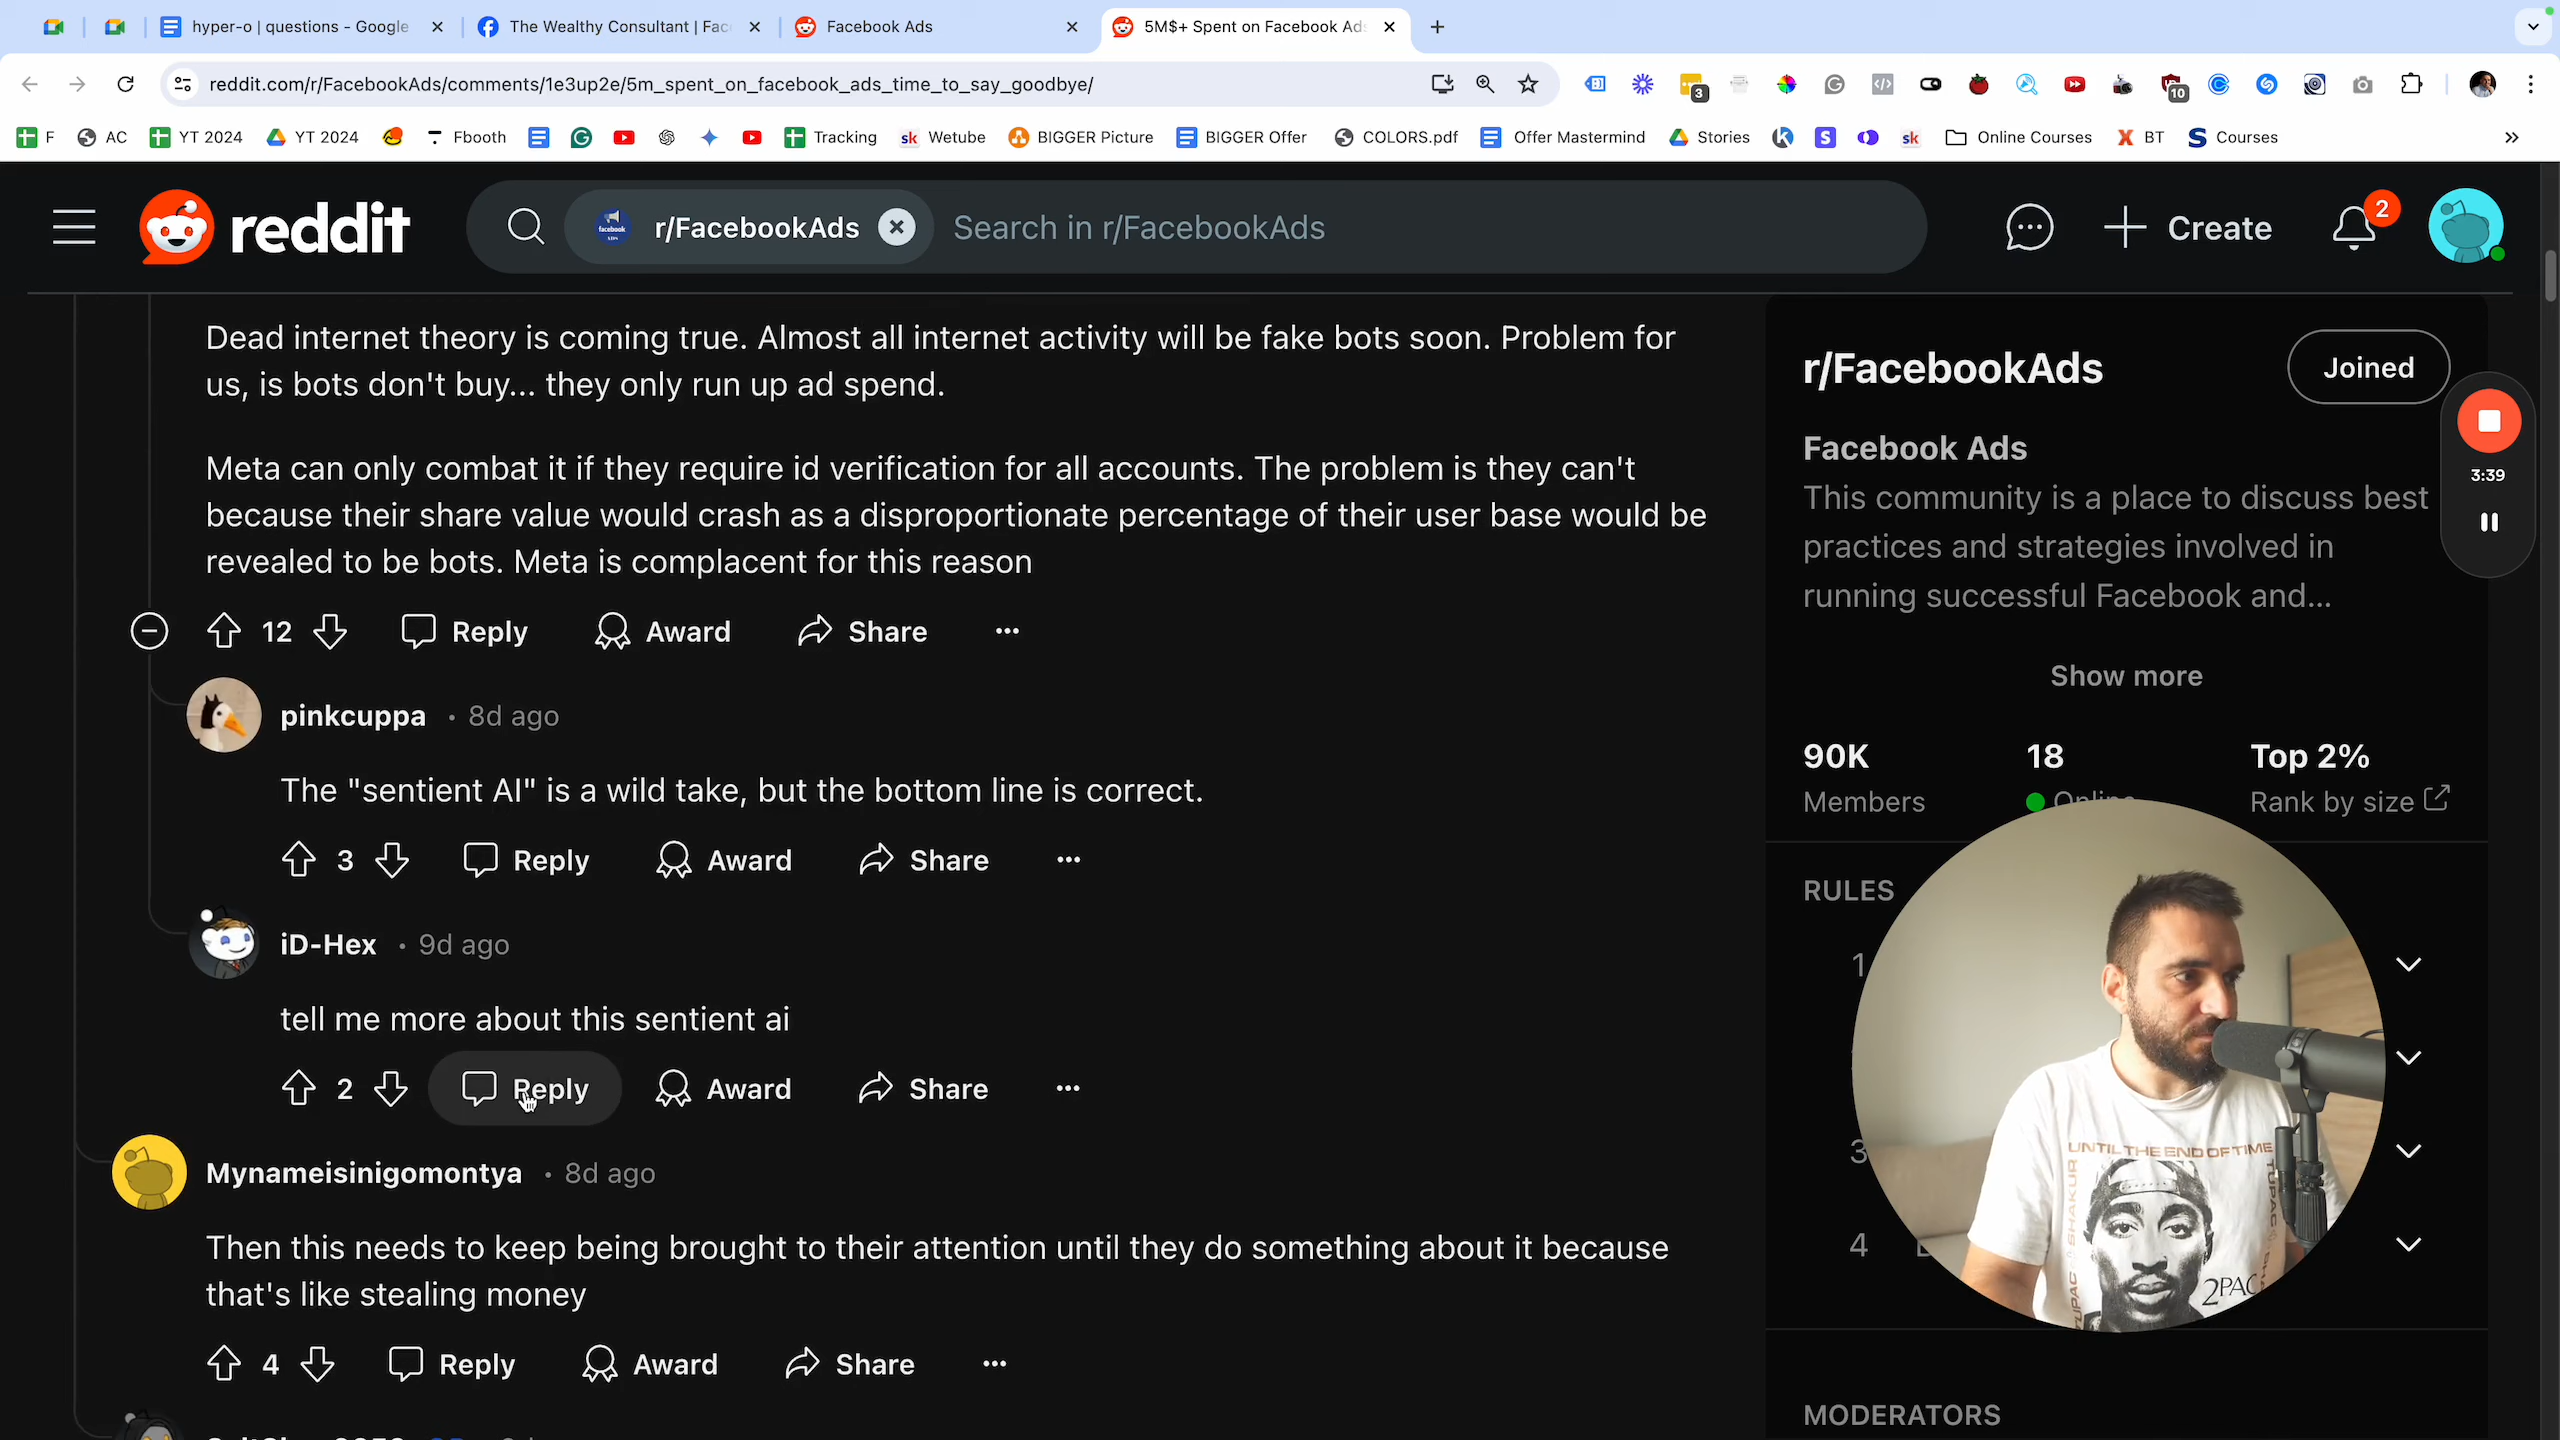 hyper-o | questions - Google
The Wealthy Consultant | Fac
Facebook Ads
5M$+ Spent on Facebook Ads
reddit.com/r/FacebookAds/comments/1e3up2e/5m_spent_on_facebook_ads_time_to_say_goodbye/
3
10
F
AC
YT 2024
YT 2024
Fbooth
Tracking
sk Wetube
BIGGER Picture
BIGGER Offer
COLORS.pdf
Offer Mastermind
Stories
sk
Online Courses
BT
Courses
reddit
r/FacebookAds
Search in r/FacebookAds
Create
2
Dead internet theory is coming true. Almost all internet activity will be fake bots soon. Problem for
us, is bots don't buy... they only run up ad spend.
Meta can only combat it if they require id verification for all accounts. The problem is they can't
because their share value would crash as a disproportionate percentage of their user base would be
revealed to be bots. Meta is complacent for this reason
12 Reply Award Share
pinkcuppa • 8d ago
The "sentient AI" is a wild take, but the bottom line is correct.
3 Reply Award Share
iD-Hex • 9d ago
tell me more about this sentient ai
2 Reply Award Share
Mynameisinigomontya • 8d ago
Then this needs to keep being brought to their attention until they do something about it because
that's like stealing money
4 Reply Award Share
r/FacebookAds
Joined
Facebook Ads
This community is a place to discuss best
practices and strategies involved in
running successful Facebook and...
Show more
90K 18 Top 2%
Members Online Rank by size
3:39
RULES
1
3
4
UNTIL THE END OF TIME
TUPAC SHAKUR
2PAC
MODERATORS